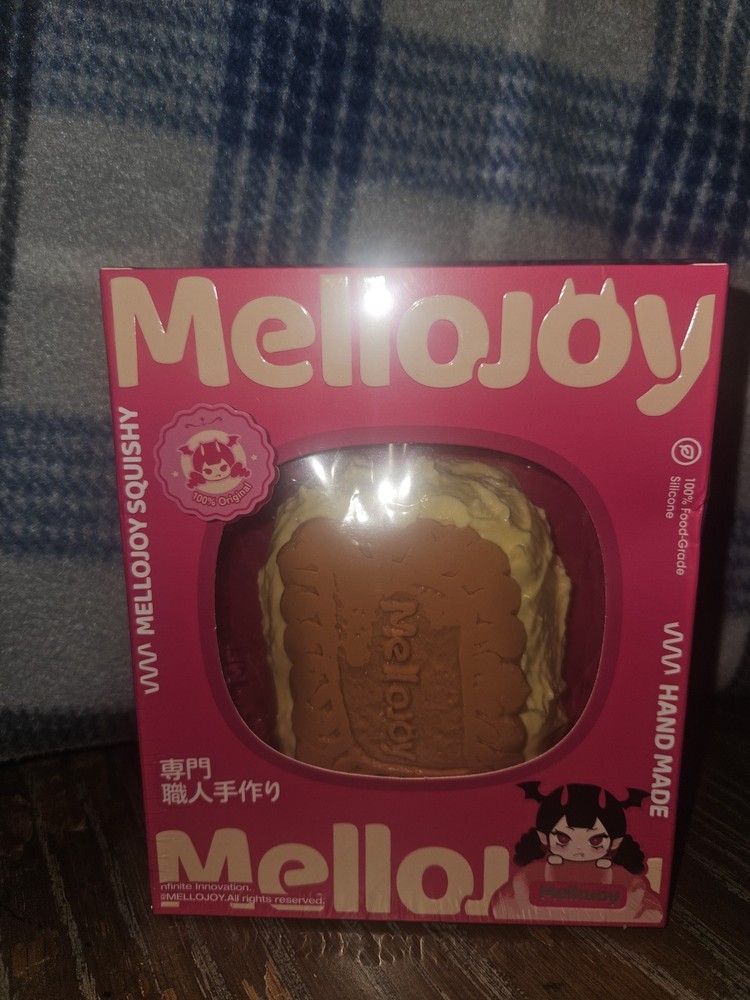 Mellojoy
MELLOJOY SQUISHY
100% Original
100% Food-Grade
Silicone
Mellojoy
HAND MADE
専門
職人手作り
Melloj
nfinite Innovation.
©MELLOJOY.All rights reserved.
Mellojoy